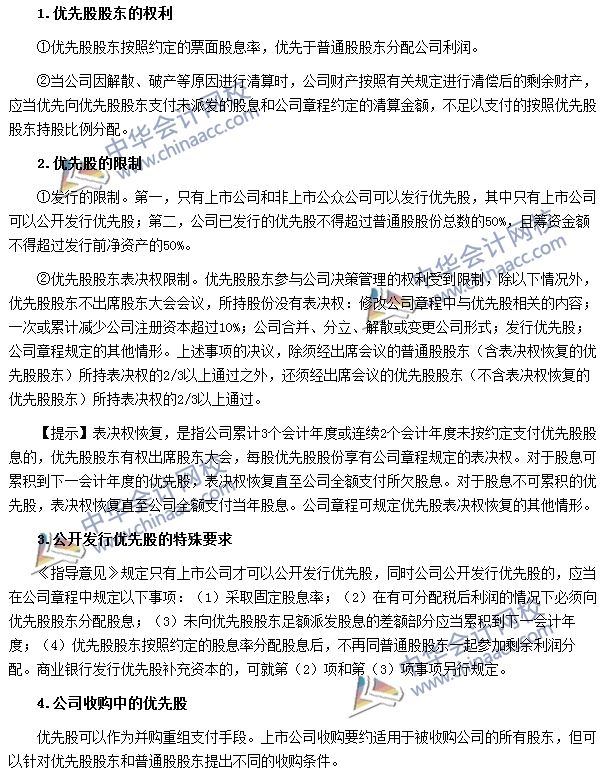 1.优先股股东的权利
①优先股股东按照约定的票面股息率，优先于普通股股东分配公司利润。
②当公司因解散、破产等原因进行清算时，公司财产按照有关规定进行清偿后的剩余财产，
应当优先向优先股股东支付未派发的股息和公司章程约定的清算金额，不足以支付的按照优先股
股东持股比例分配。
2.优先股的限制
①发行的限制。第一，只有上市公司和非上市公众公司可以发行优先股，其中只有上市公司
可以公开发行优先股；第二，公司已发行的优先股不得超过普通股股份总数的50%，且筹资金额
不得超过发行前净资产的50%。
②优先股股东表决权限制。优先股股东参与公司决策管理的权利受到限制，除以下情况外，
优先股股东不出席股东大会会议，所持股份没有表决权：修改公司章程中与优先股相关的内容；
一次或累计减少公司注册资本超过10%；公司合并、分立、解散或变更公司形式；发行优先股；
公司章程规定的其他情形。上述事项的决议，除须经出席会议的普通股股东（含表决权恢复的优
先股股东）所持表决权的2/3以上通过之外，还须经出席会议的优先股股东（不含表决权恢复的
优先股股东）所持表决权的2/3以上通过。
【提示】表决权恢复，是指公司累计3个会计年度或连续2个会计年度未按约定支付优先股股
息的，优先股股东有权出席股东大会，每股优先股股份享有公司章程规定的表决权。对于股息可
累积到下一会计年度的优先股，表决权恢复直至公司全额支付所欠股息。对于股息不可累积的优
先股，表决权恢复直至公司全额支付当年股息。公司章程可规定优先股表决权恢复的其他情形。
3.公开发行优先股的特殊要求
《指导意见》规定只有上市公司才可以公开发行优先股，同时公司公开发行优先股的，应当
在公司章程中规定以下事项：（1）采取固定股息率；（2）在有可分配税后利润的情况下必须向
优先股股东分配股息；（3）未向优先股股东足额派发股息的差额部分应当累积到下一会计年
度；（4）优先股股东按照约定的股息率分配股息后，不再同普通股股东一起参加剩余利润分
配。商业银行发行优先股补充资本的，可就第（2）项和第（3）项事项另行规定。
4.公司收购中的优先股
优先股可以作为并购重组支付手段。上市公司收购要约适用于被收购公司的所有股东，但可
以针对优先股股东和普通股股东提出不同的收购条件。
中华会计网校
www.chinaacc.com
中华会计网校
www.chinaacc.com
中华会计网校
www.chinaacc.com
中华会计网校
www.chinaacc.com